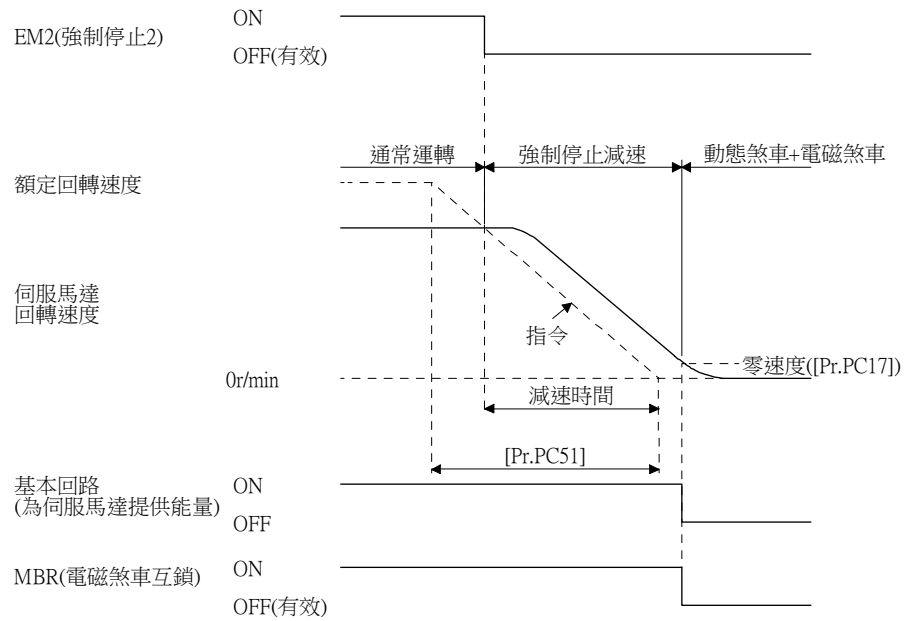 ON
EM2(強制停止2)
OFF(有效)
通常運轉
強制停止減速
動態煞車+電磁煞車
額定回轉速度
伺服馬達
回轉速度
指令
零速度([Pr.PC17])
0r/min
減速時間
[Pr.PC51]
基本回路
(為伺服馬達提供能量)
ON
OFF
MBR(電磁煞車互鎖)
ON
OFF(有效)